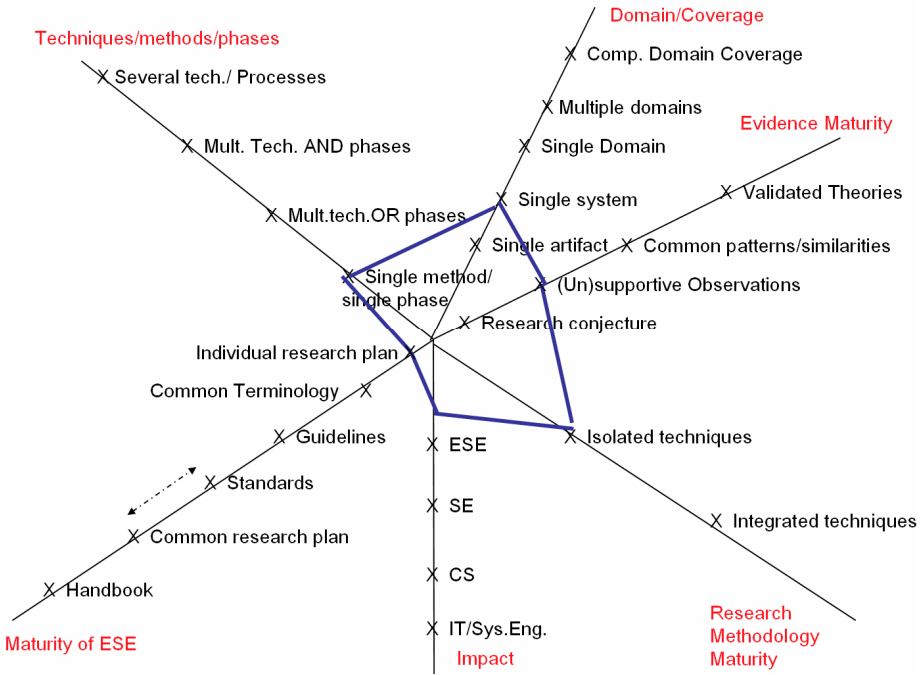 Domain/Coverage
Techniques/methods/phases
Comp. Domain Coverage
Several tech./ Processes
Multiple domains
Evidence Maturity
Mult. Tech. AND phases
Single Domain
Validated Theories
Single system
Mult.tech.OR phases
Single artifact
Common patterns/similarities
Single method/
single phase
(Un)supportive Observations
Research conjecture
Individual research plan
Common Terminology
Guidelines
Isolated techniques
ESE
Standards
SE
Integrated techniques
Common research plan
CS
Handbook
IT/Sys.Eng.
Research
Methodology
Maturity
Maturity of ESE
Impact